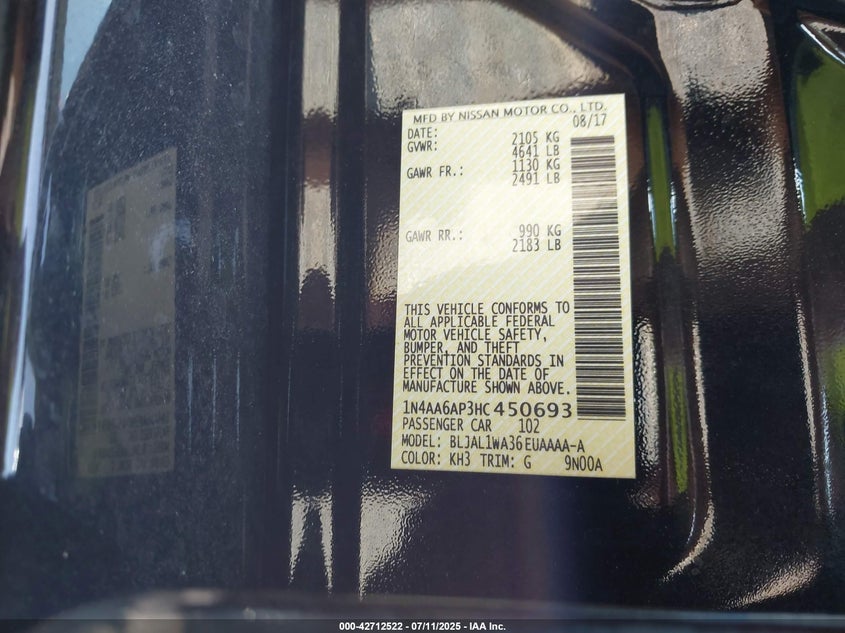 MFD BY NISSAN MOTOR CO., LTD.
DATE: 08/17
GVWR: 2105 KG
4641 LB
GAWR FR.: 1130 KG
2491 LB
GAWR RR.: 990 KG
2183 LB
THIS VEHICLE CONFORMS TO
ALL APPLICABLE FEDERAL
MOTOR VEHICLE SAFETY,
BUMPER, AND THEFT
PREVENTION STANDARDS IN
EFFECT ON THE DATE OF
MANUFACTURE SHOWN ABOVE.
1N4AA6AP3HC450693
PASSENGER CAR 102
MODEL: BLJAL1WA36EUAAAA-A
COLOR: KH3 TRIM: G 9N00A
000-42712522 / 07/11/2025 - IAA Inc.